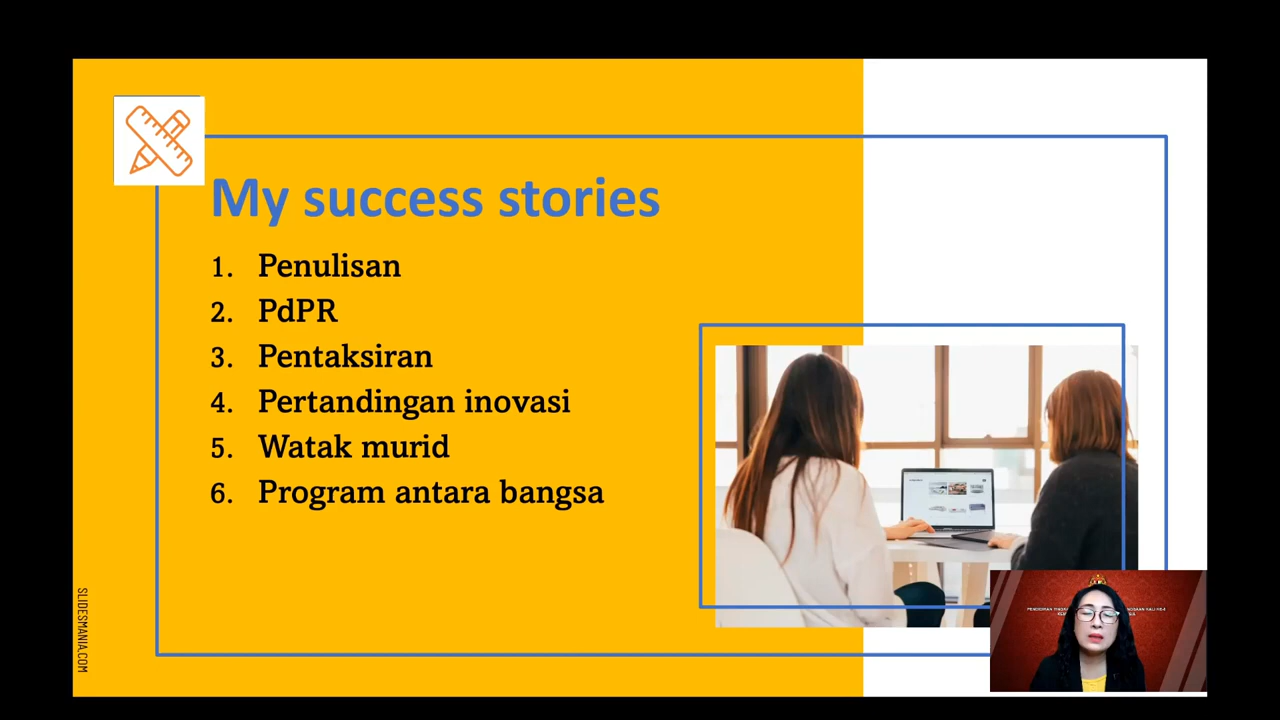 My success stories
1. Penulisan
2. PdPR
3. Pentaksiran
4. Pertandingan inovasi
5. Watak murid
6. Program antara bangsa
SLIDESMANIA.COM